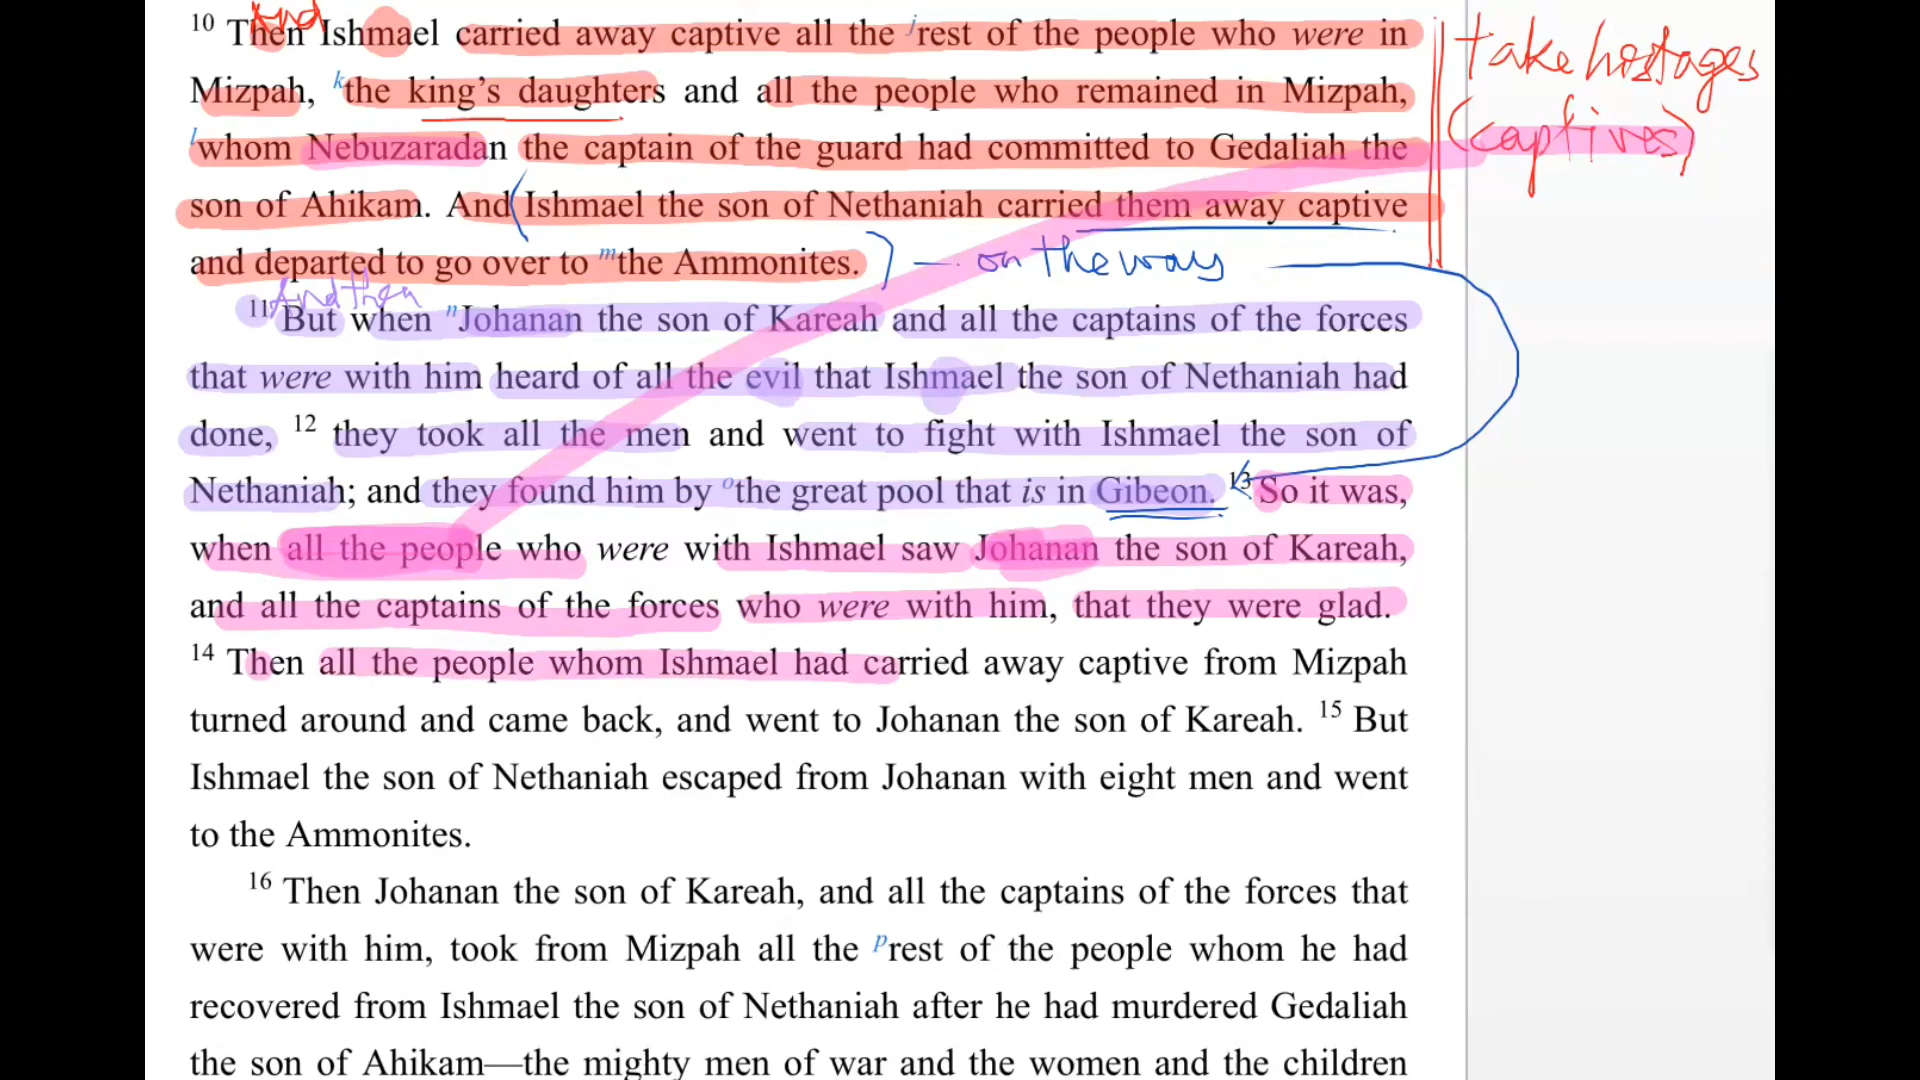 And
10 Then Ishmael carried away captive all the j rest of the people who were in
take hostages
Mizpah, k the king's daughters and all the people who remained in Mizpah,
(captives)
l whom Nebuzaradan the captain of the guard had committed to Gedaliah the
son of Ahikam. And (Ishmael the son of Nethaniah carried them away captive
and departed to go over to m the Ammonites. ) — on the way
And then
11 But when n Johanan the son of Kareah and all the captains of the forces
that were with him heard of all the evil that Ishmael the son of Nethaniah had
done, 12 they took all the men and went to fight with Ishmael the son of
Nethaniah; and they found him by o the great pool that is in Gibeon. 13 So it was,
when all the people who were with Ishmael saw Johanan the son of Kareah,
and all the captains of the forces who were with him, that they were glad.
14 Then all the people whom Ishmael had carried away captive from Mizpah
turned around and came back, and went to Johanan the son of Kareah. 15 But
Ishmael the son of Nethaniah escaped from Johanan with eight men and went
to the Ammonites.
16 Then Johanan the son of Kareah, and all the captains of the forces that
were with him, took from Mizpah all the p rest of the people whom he had
recovered from Ishmael the son of Nethaniah after he had murdered Gedaliah
the son of Ahikam—the mighty men of war and the women and the children